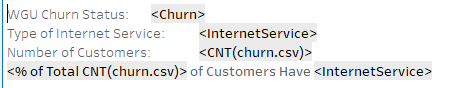 WGU Churn Status: <Churn>
Type of Internet Service: <InternetService>
Number of Customers: <CNT(churn.csv)>
<% of Total CNT(churn.csv)> of Customers Have <InternetService>